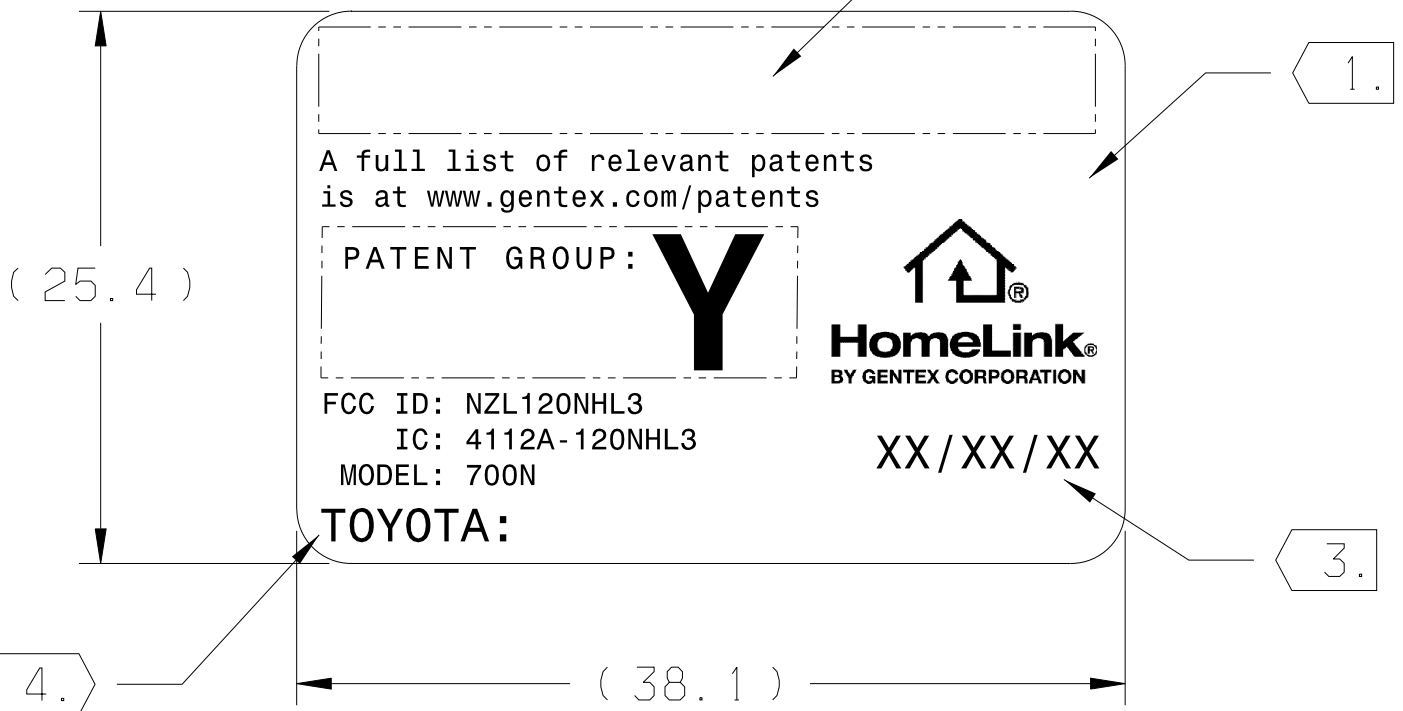 1.
A full list of relevant patents
is at www.gentex.com/patents
PATENT GROUP: Y
(25.4)
®
HomeLink®
BY GENTEX CORPORATION
FCC ID: NZL120NHL3
IC: 4112A-120NHL3
MODEL: 700N
XX/XX/XX
TOYOTA:
3.
4.
(38.1)